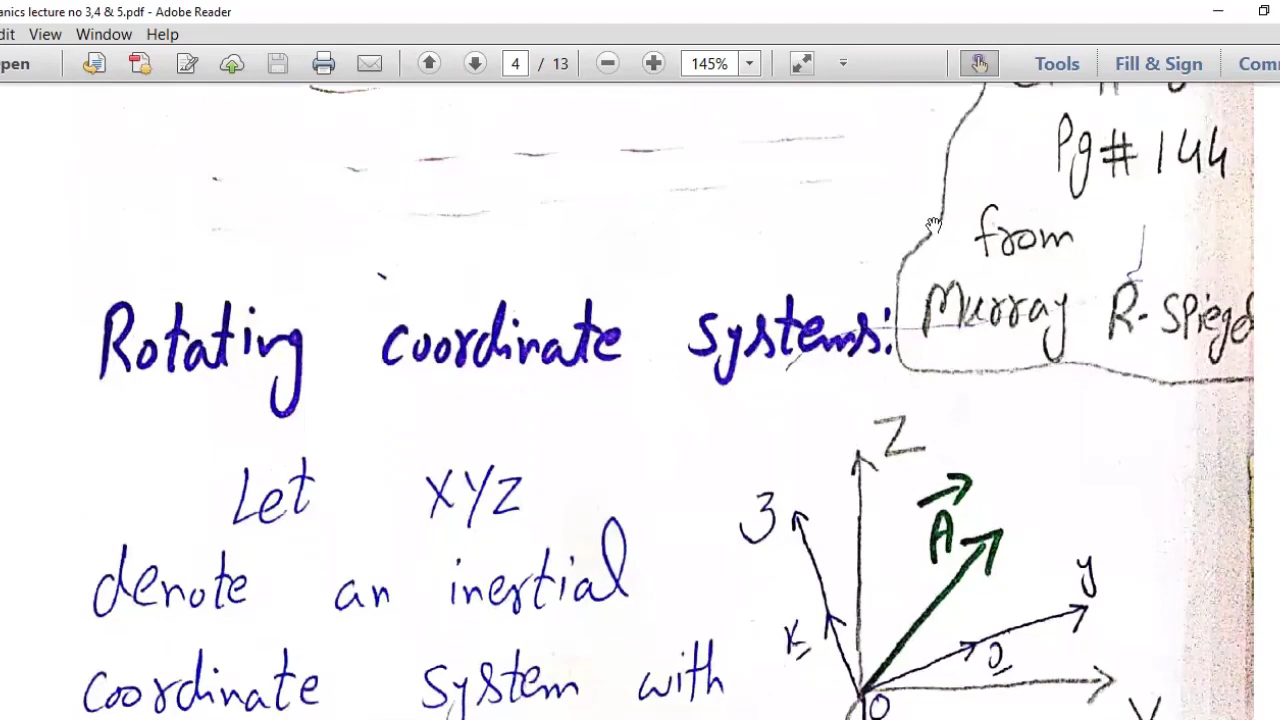 anics lecture no 3,4 & 5.pdf - Adobe Reader
dit View Window Help
pen 4 / 13 145% Tools Fill & Sign Com
Pg # 144
from
Murray R. Spiegel
Rotating coordinate systems:
Let XYZ
denote an inertial
coordinate system with
Z
z
A
y
k
j
O
Y